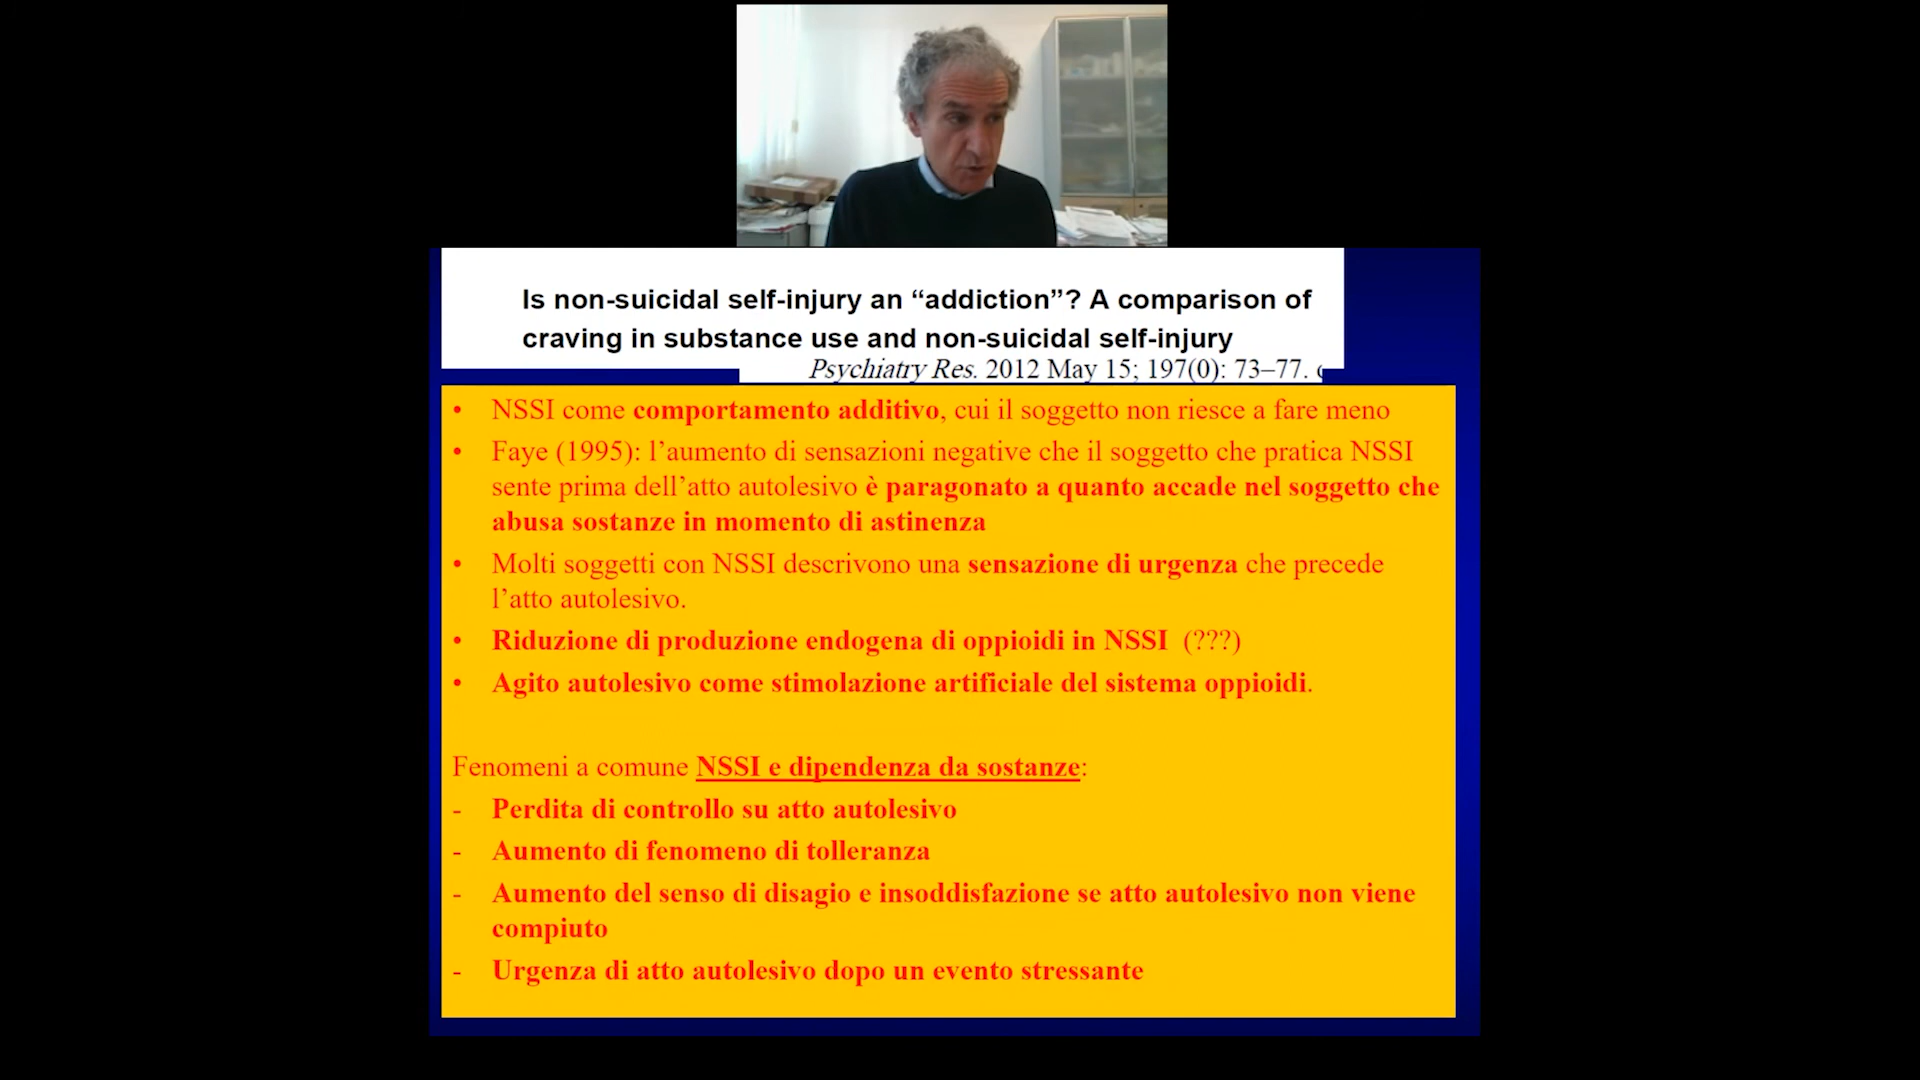 Is non-suicidal self-injury an “addiction”? A comparison of
craving in substance use and non-suicidal self-injury
Psychiatry Res. 2012 May 15; 197(0): 73–77.
• NSSI come comportamento additivo, cui il soggetto non riesce a fare meno
• Faye (1995): l’aumento di sensazioni negative che il soggetto che pratica NSSI
sente prima dell’atto autolesivo è paragonato a quanto accade nel soggetto che
abusa sostanze in momento di astinenza
• Molti soggetti con NSSI descrivono una sensazione di urgenza che precede
l’atto autolesivo.
• Riduzione di produzione endogena di oppioidi in NSSI (???)
• Agito autolesivo come stimolazione artificiale del sistema oppioidi.
Fenomeni a comune NSSI e dipendenza da sostanze:
- Perdita di controllo su atto autolesivo
- Aumento di fenomeno di tolleranza
- Aumento del senso di disagio e insoddisfazione se atto autolesivo non viene
compiuto
- Urgenza di atto autolesivo dopo un evento stressante